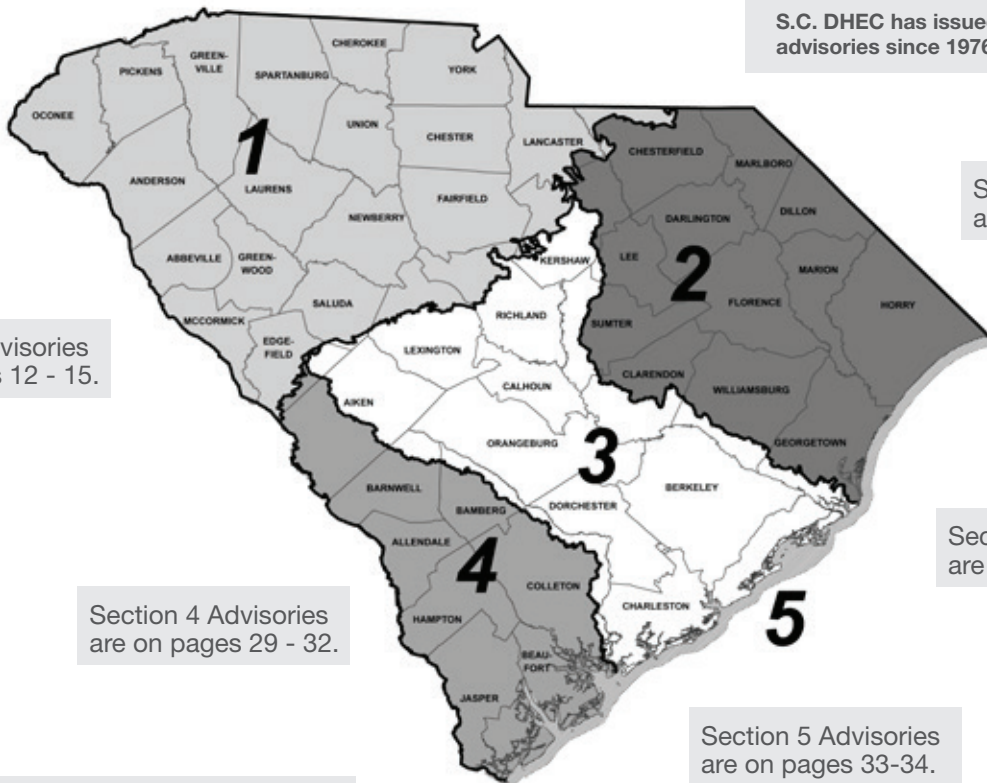 S.C. DHEC has issued
advisories since 1976
CHEROKEE
GREEN-
VILLE
PICKENS
SPARTANBURG
YORK
OCONEE
UNION
CHESTER
LANCASTER
CHESTERFIELD
MARLBORO
1
ANDERSON
LAURENS
FAIRFIELD
NEWBERRY
DARLINGTON
DILLON
S
a
ABBEVILLE
GREEN-
WOOD
KERSHAW
LEE
2
MARION
FLORENCE
HORRY
SALUDA
MCCORMICK
RICHLAND
SUMTER
EDGE-
FIELD
LEXINGTON
visories
s 12 - 15.
CALHOUN
CLARENDON
WILLIAMSBURG
AIKEN
ORANGEBURG
3
GEORGETOWN
BARNWELL
BERKELEY
DORCHESTER
BAMBERG
ALLENDALE
4
COLLETON
Sec
are
CHARLESTON
5
HAMPTON
Section 4 Advisories
are on pages 29 - 32.
BEAU-
FORT
JASPER
Section 5 Advisories
are on pages 33-34.